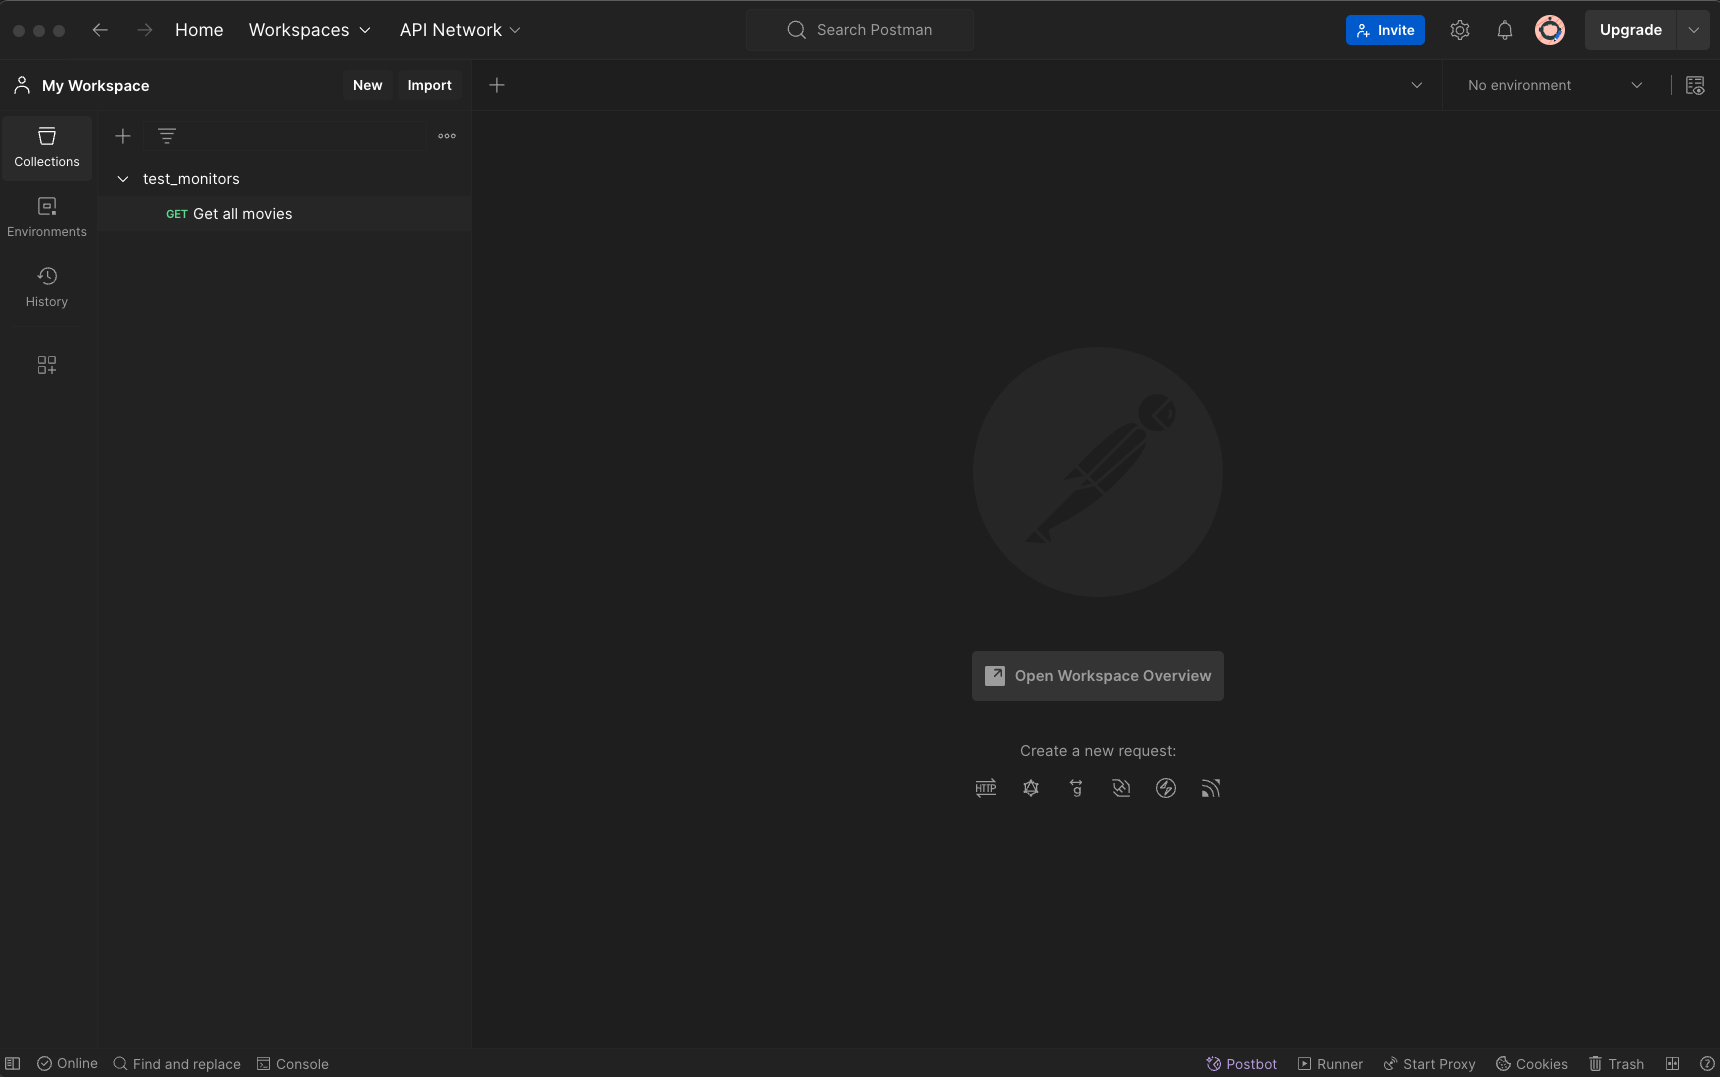 Home Workspaces API Network Search Postman Invite Upgrade
My Workspace New Import No environment
Collections
test_monitors
GET Get all movies
Environments
History
Open Workspace Overview
Create a new request:
HTTP g
Online Find and replace Console Postbot Runner Start Proxy Cookies Trash